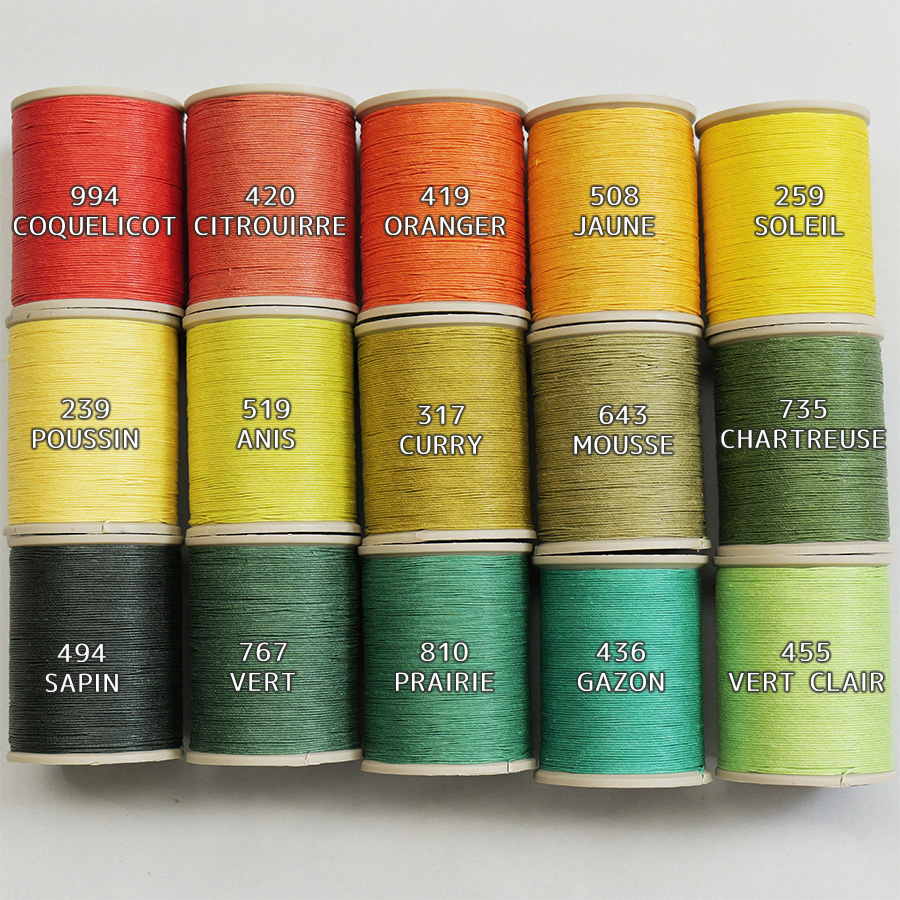 994
COQUELICOT
420
CITROUIRRE
419
ORANGER
508
JAUNE
259
SOLEIL
239
POUSSIN
519
ANIS
317
CURRY
643
MOUSSE
735
CHARTREUSE
494
SAPIN
767
VERT
810
PRAIRIE
436
GAZON
455
VERT CLAIR